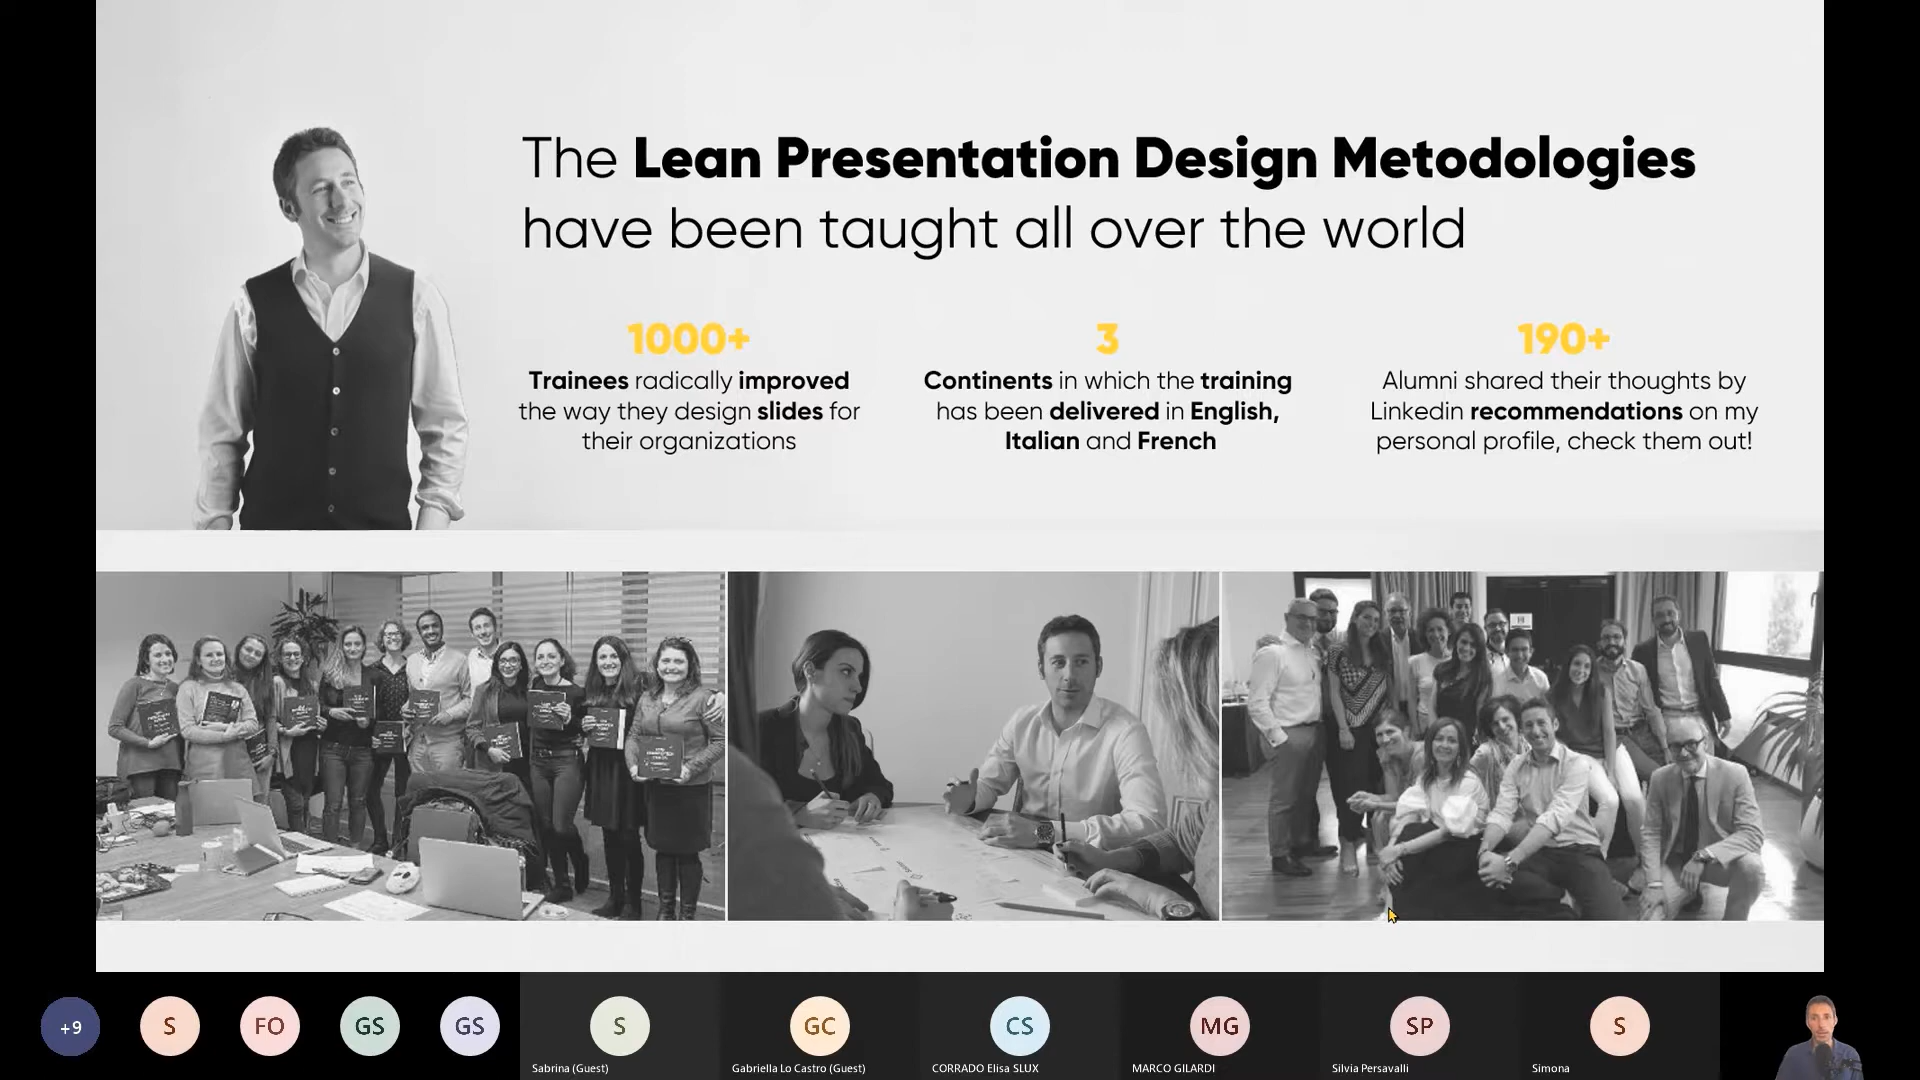 The Lean Presentation Design Metodologies
have been taught all over the world
1000+
Trainees radically improved
the way they design slides for
their organizations
3
Continents in which the training
has been delivered in English,
Italian and French
190+
Alumni shared their thoughts by
Linkedin recommendations on my
personal profile, check them out!
+9
S
FO
GS
GS
S
Sabrina (Guest)
GC
Gabriella Lo Castro (Guest)
CS
CORRADO Elisa SLUX
MG
MARCO GILARDI
SP
Silvia Persavalli
S
Simona